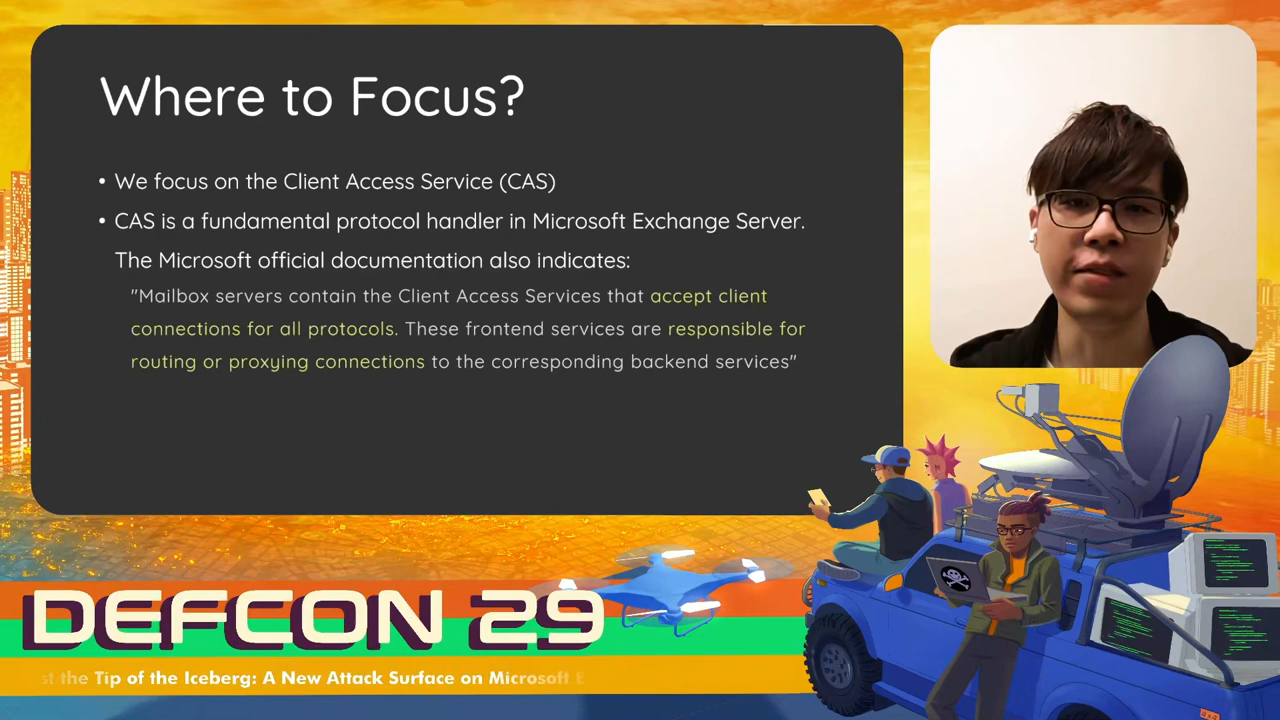 Where to Focus?
• We focus on the Client Access Service (CAS)
• CAS is a fundamental protocol handler in Microsoft Exchange Server.
The Microsoft official documentation also indicates:
"Mailbox servers contain the Client Access Services that accept client
connections for all protocols. These frontend services are responsible for
routing or proxying connections to the corresponding backend services"
DEFCON 29
the Tip of the Iceberg: A New Attack Surface on Microsoft